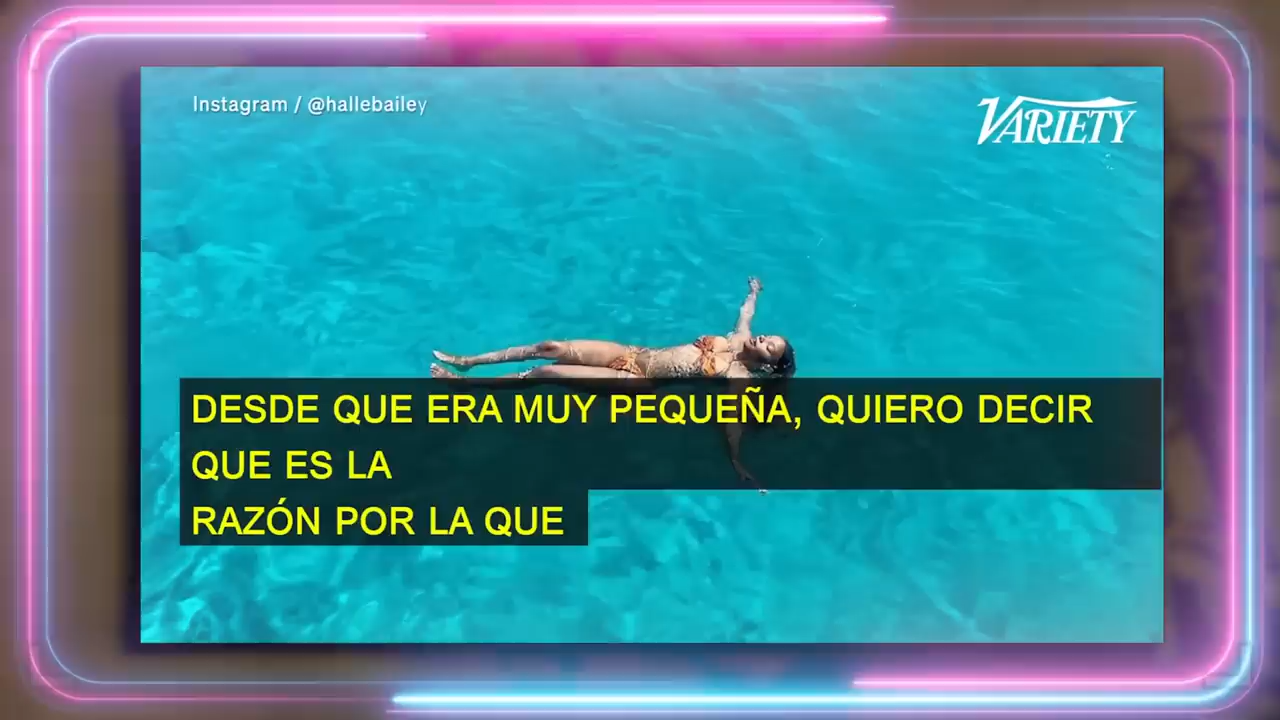 Instagram / @hallebailey
VARIETY
DESDE QUE ERA MUY PEQUEÑA, QUIERO DECIR
QUE ES LA
RAZÓN POR LA QUE